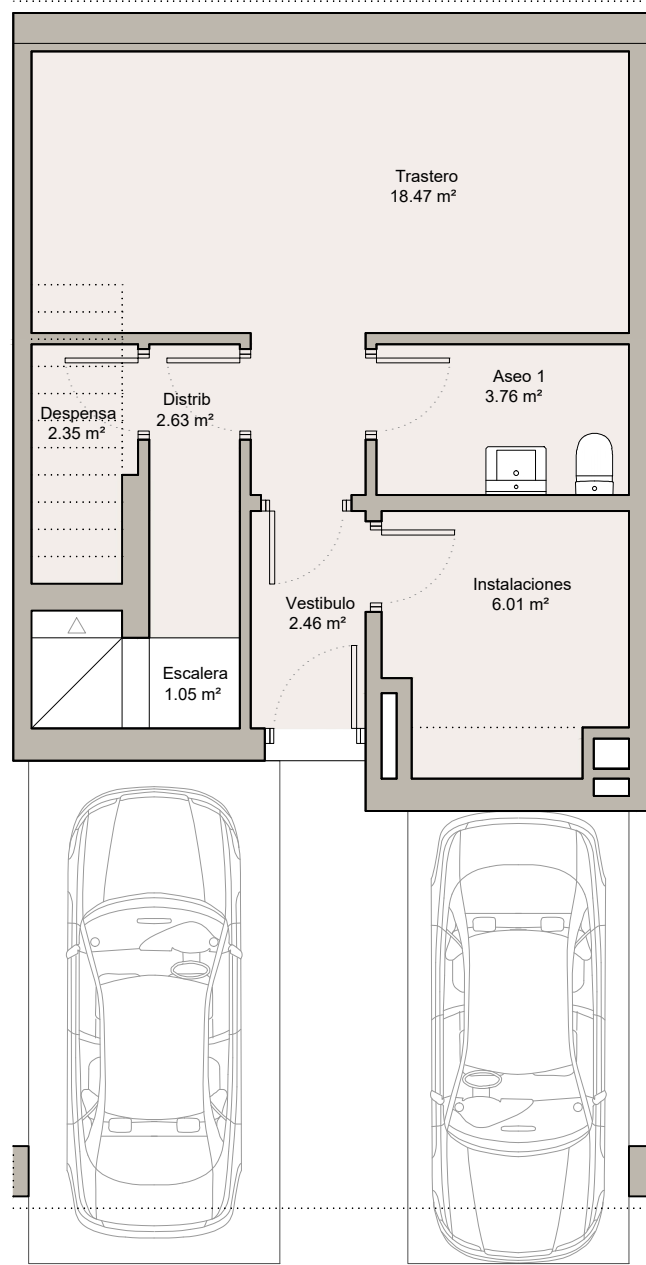 Trastero
18.47 m²
Aseo 1
3.76 m²
Despensa
2.35 m²
Distrib
2.63 m²
Instalaciones
6.01 m²
Vestibulo
2.46 m²
Escalera
1.05 m²